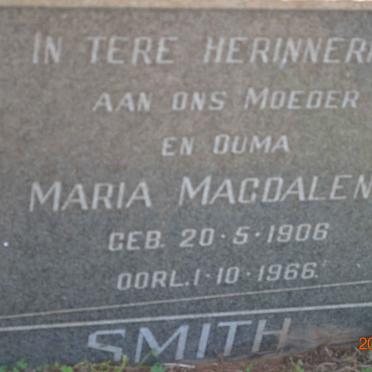 IN TERE HERINNER
AAN ONS MOEDER
EN OUMA
MARIA MAGDALEN
GEB. 20·5·1906
OORL. 1·10·1966.
SMITH
20